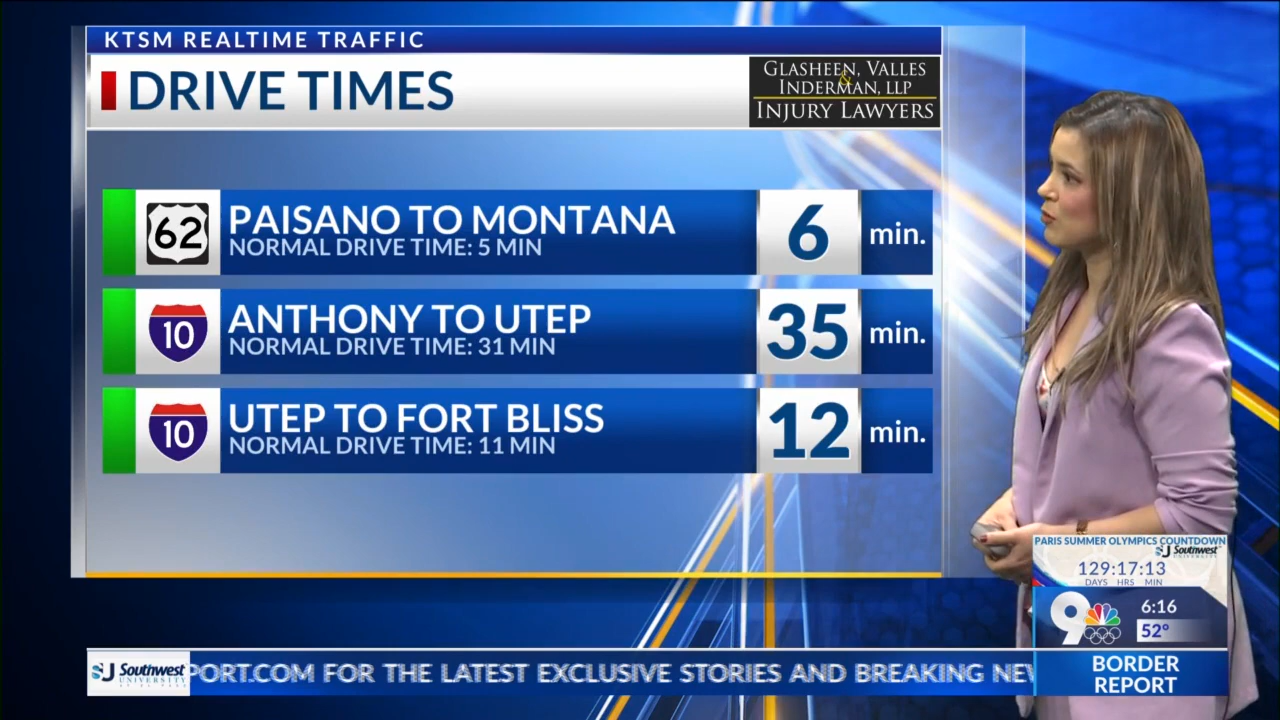 KTSM REALTIME TRAFFIC
DRIVE TIMES
GLASHEEN, VALLES
&
INDERMAN, LLP
INJURY LAWYERS
62
PAISANO TO MONTANA
NORMAL DRIVE TIME: 5 MIN
6 min.
10
ANTHONY TO UTEP
NORMAL DRIVE TIME: 31 MIN
35 min.
10
UTEP TO FORT BLISS
NORMAL DRIVE TIME: 11 MIN
12 min.
PARIS SUMMER OLYMPICS COUNTDOWN
SU Southwest
UNIVERSITY
129:17:13
DAYS HRS MIN
9
6:16
52°
SU Southwest
UNIVERSITY
PORT.COM FOR THE LATEST EXCLUSIVE STORIES AND BREAKING NEW
BORDER
REPORT